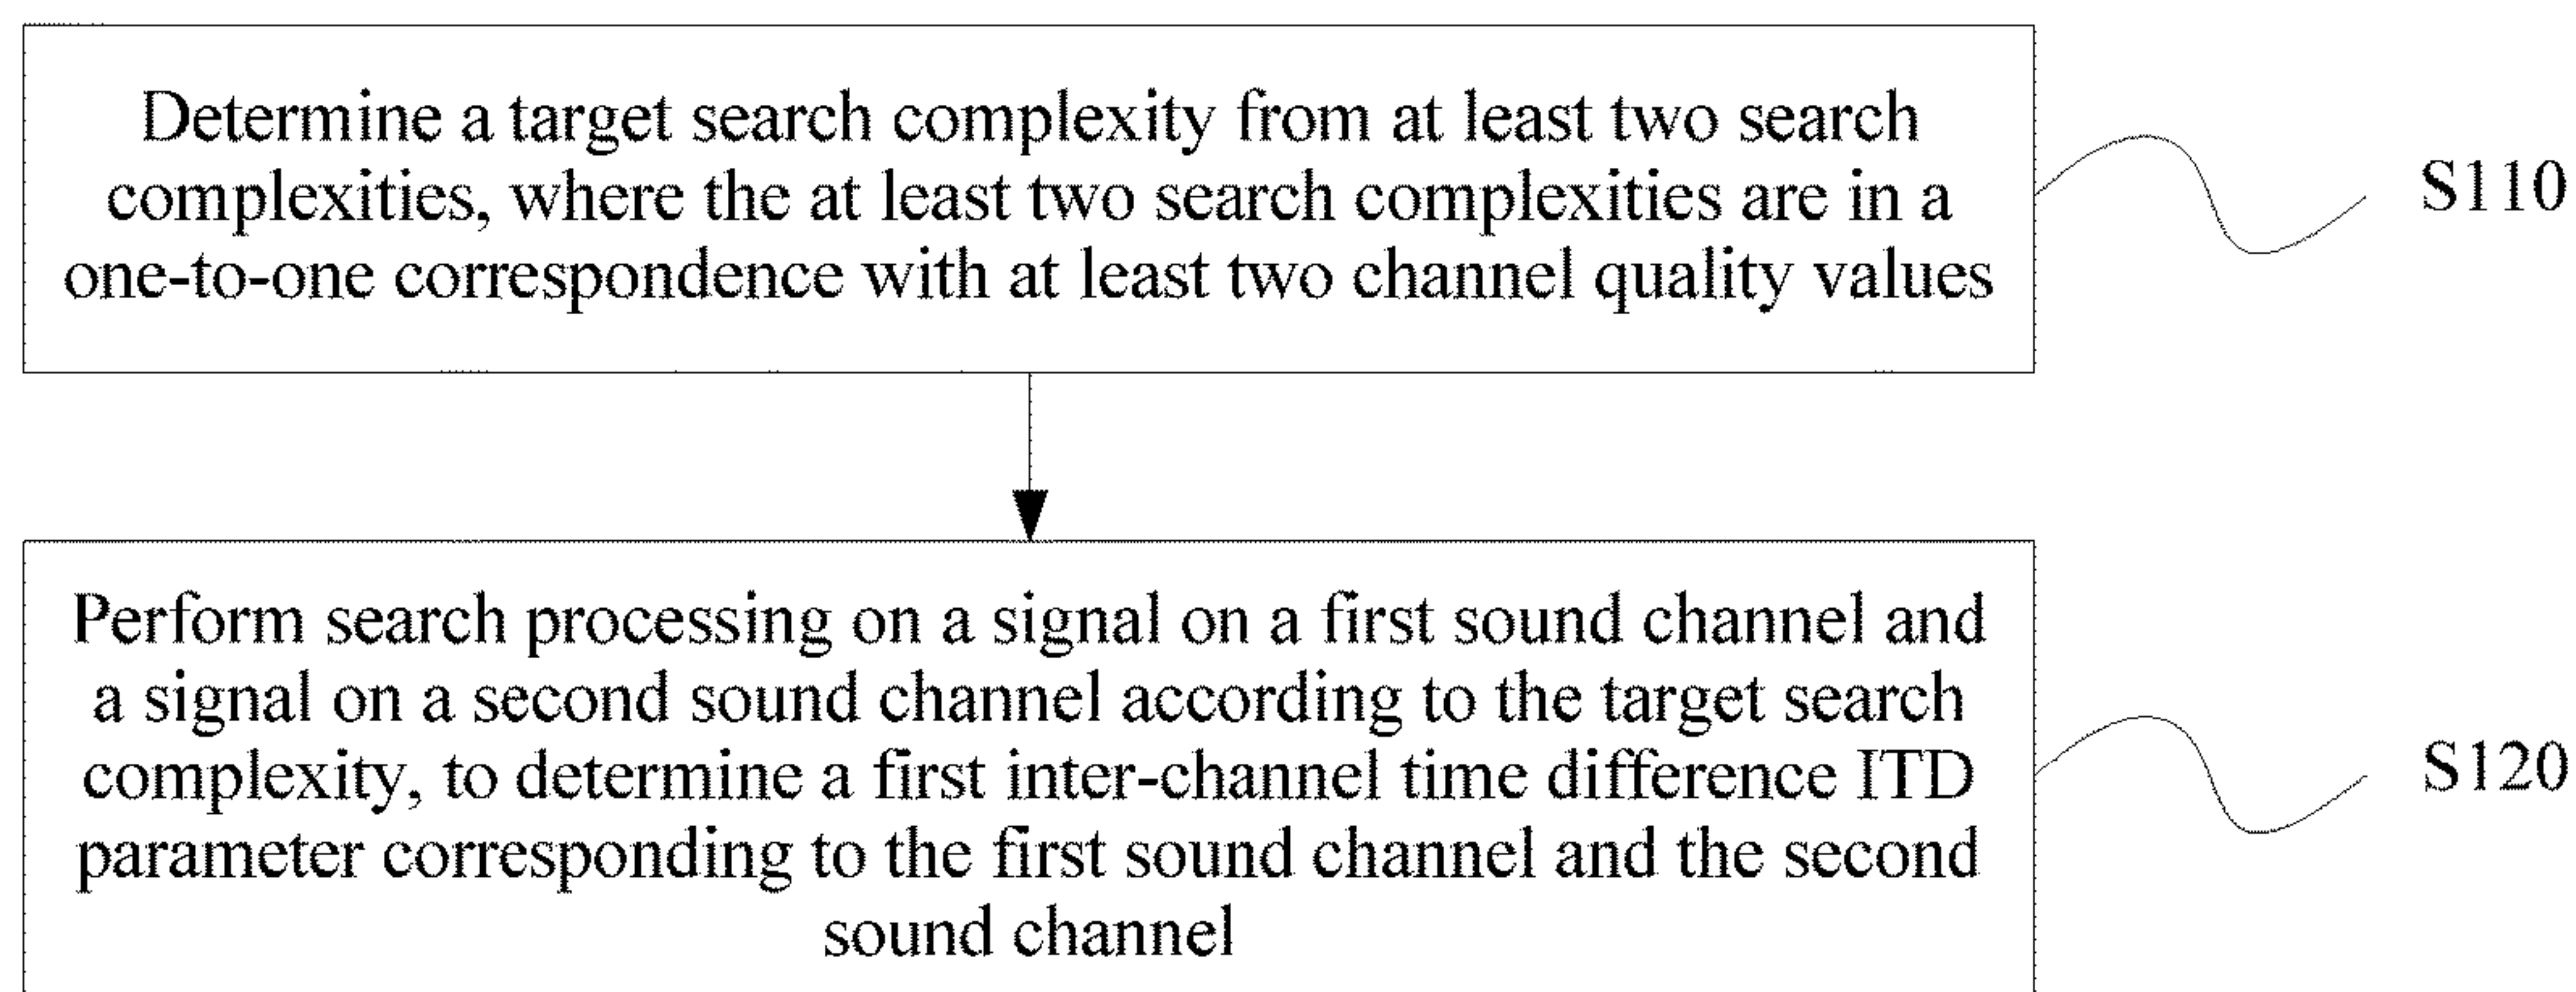 Determine a target search complexity from at least two search
complexities, where the at least two search complexities are in a
one-to-one correspondence with at least two channel quality values
S110
Perform search processing on a signal on a first sound channel and
a signal on a second sound channel according to the target search
complexity, to determine a first inter-channel time difference ITD
parameter corresponding to the first sound channel and the second
sound channel
S120